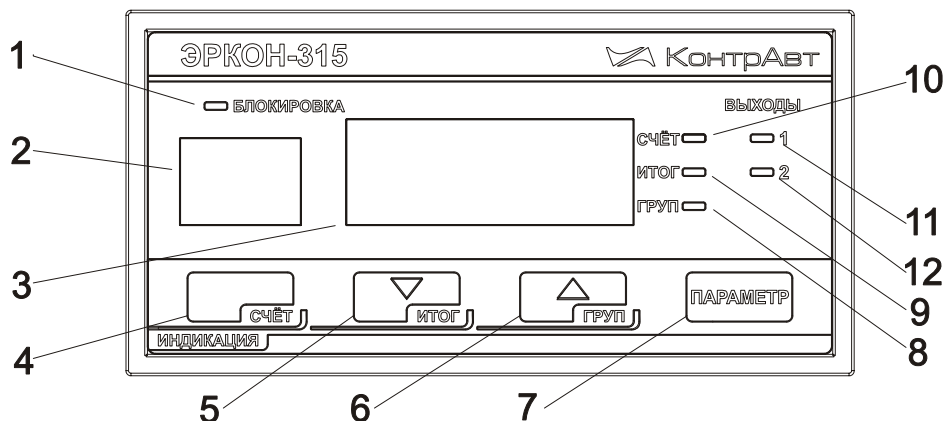 ЭРКОН-315 КонтрАвт
1 БЛОКИРОВКА ВЫХОДЫ 10
2 СЧЁТ 1
ИТОГ 2
ГРУП 11
3 12
СЧЁТ ИТОГ ГРУП ПАРАМЕТР 9
ИНДИКАЦИЯ 8
4 5 6 7